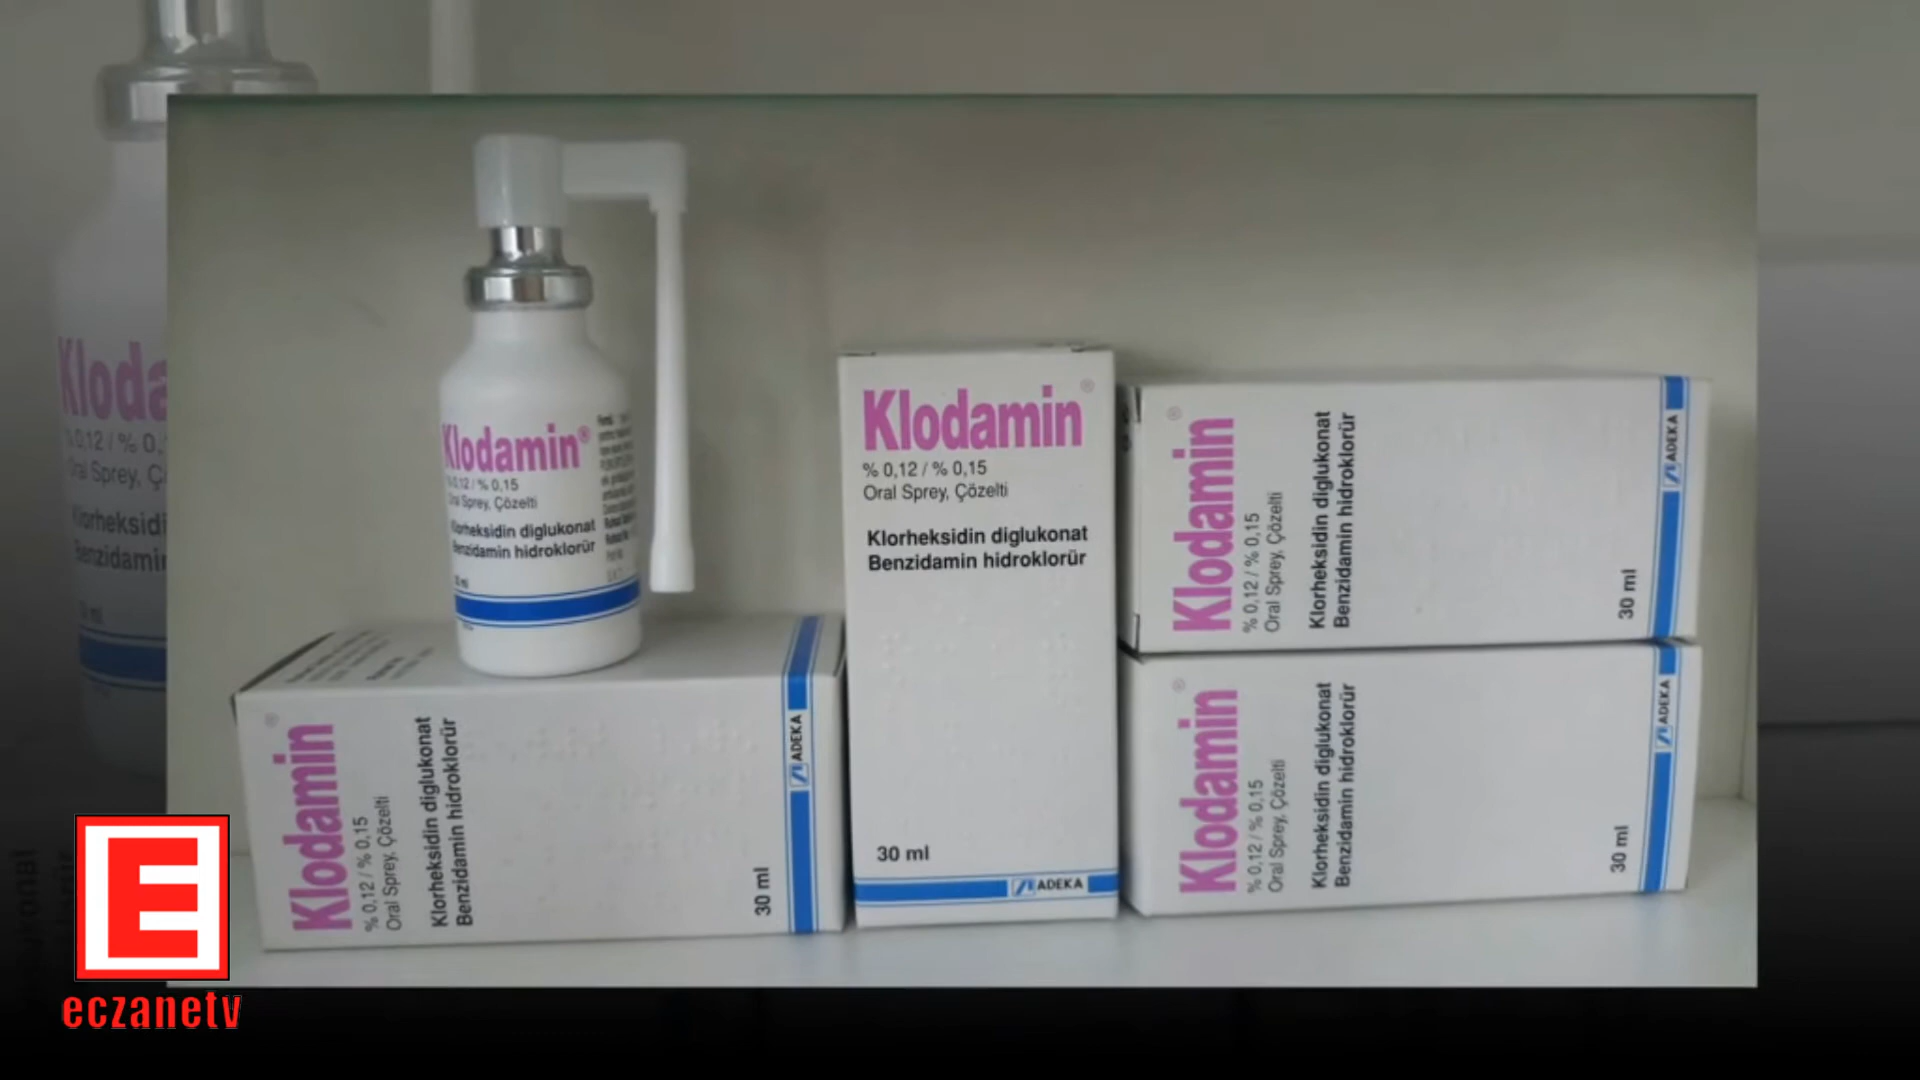 Kloda
Klodamin®
% 0,12 / % 0,15
Oral Sprey, Çözelti
Klorheksidin diglukonat
Benzidamin hidroklorür
Klodamin®
% 0,12 / % 0,15
Oral Sprey, Çözelti
Klorheksidin diglukonat
Benzidamin hidroklorür
30 ml
ADEKA
Klodamin®
% 0,12 / % 0,15
Oral Sprey, Çözelti
Klorheksidin diglukonat
Benzidamin hidroklorür
30 ml
ADEKA
Klodamin®
% 0,12 / % 0,15
Oral Sprey, Çözelti
Klorheksidin diglukonat
Benzidamin hidroklorür
30 ml
ADEKA
Klodamin®
% 0,12 / % 0,15
Oral Sprey, Çözelti
Klorheksidin diglukonat
Benzidamin hidroklorür
30 ml
ADEKA
E
eczanetv